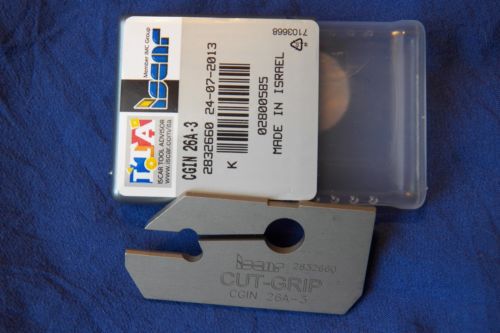 iscar
Member IMC Group
ITA
ISCAR TOOL ADVISOR
iscar.com/ita
CGIN 26A-3
2832660 24-07-2013
K
02800585
MADE IN ISRAEL
7103668
iscar 2832660
CUT-GRIP
CGIN 26A-3